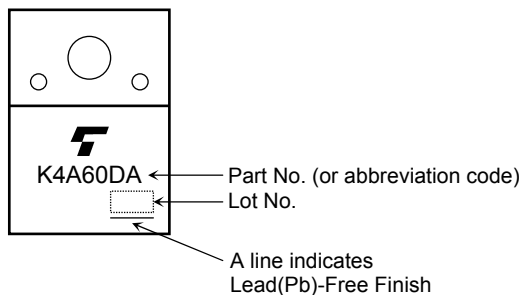 K4A60DA
Part No. (or abbreviation code)
Lot No.
A line indicates
Lead(Pb)-Free Finish